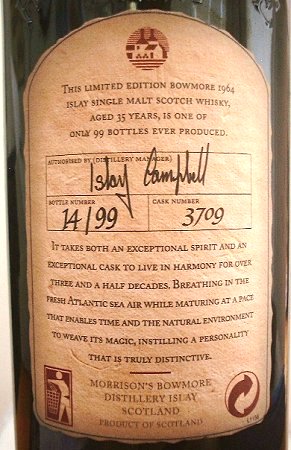 THIS LIMITED EDITION BOWMORE 1964
ISLAY SINGLE MALT SCOTCH WHISKY,
AGED 35 YEARS, IS ONE OF
ONLY 99 BOTTLES EVER PRODUCED.
AUTHORISED BY (DISTILLERY MANAGER)
Islay Campbell
BOTTLE NUMBER
CASK NUMBER
14/99
3709
IT TAKES BOTH AN EXCEPTIONAL SPIRIT AND AN
EXCEPTIONAL CASK TO LIVE IN HARMONY FOR OVER
THREE AND A HALF DECADES. BREATHING IN THE
FRESH ATLANTIC SEA AIR WHILE MATURING AT A PACE
THAT ENABLES TIME AND THE NATURAL ENVIRONMENT
TO WEAVE ITS MAGIC, INSTILLING A PERSONALITY
THAT IS TRULY DISTINCTIVE.
MORRISON'S BOWMORE
DISTILLERY ISLAY
SCOTLAND
PRODUCT OF SCOTLAND